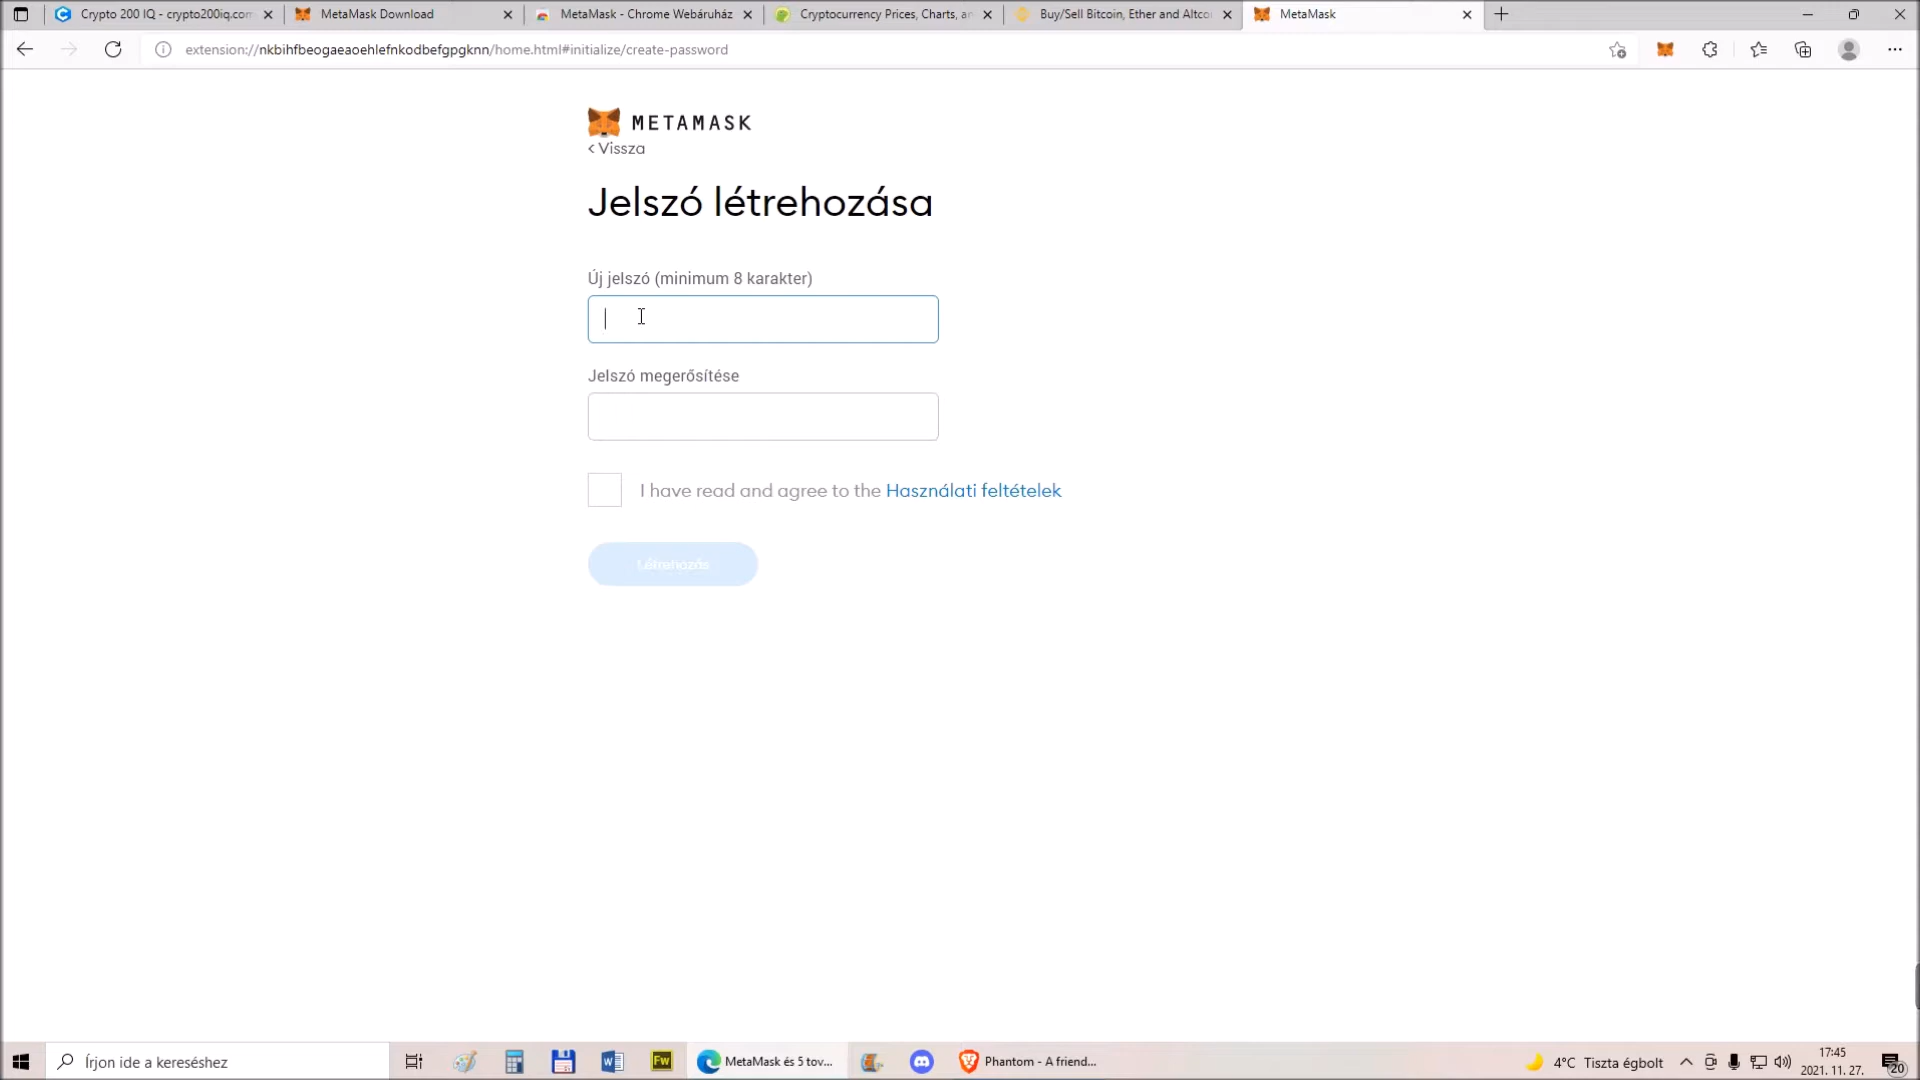 Crypto 200 IQ - crypto200iq.com
MetaMask Download
MetaMask - Chrome Webáruház
Cryptocurrency Prices, Charts, an
Buy/Sell Bitcoin, Ether and Altco
MetaMask
extension://nkbihfbeogaeaoehlefnkodbefgpgknn/home.html#initialize/create-password
METAMASK
< Vissza
Jelszó létrehozása
Új jelszó (minimum 8 karakter)
Jelszó megerősítése
I have read and agree to the Használati feltételek
Létrehozás
Írjon ide a kereséshez
Fw
MetaMask és 5 tov...
Phantom - A friend...
4°C Tiszta égbolt
17:45
2021. 11. 27.
20